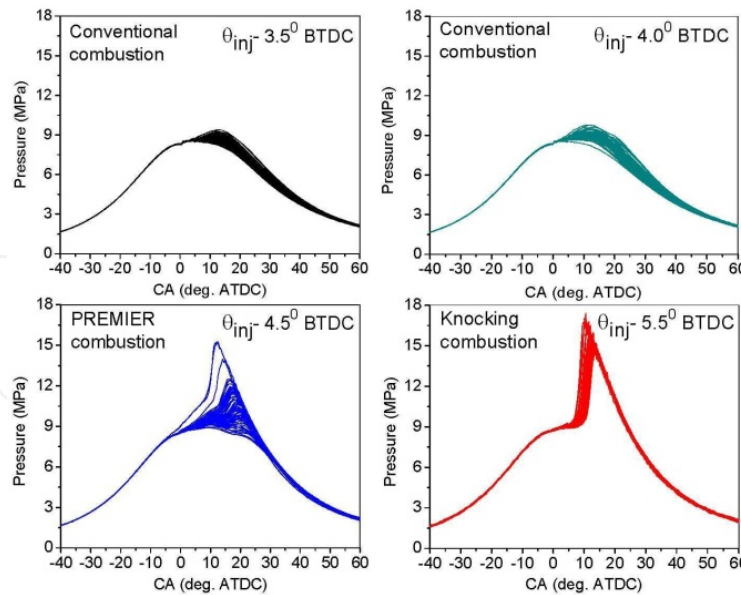 Conventional combustion
θinj- 3.5⁰ BTDC
Pressure (MPa)
18
15
12
9
6
3
0
-40 -30 -20 -10 0 10 20 30 40 50 60
CA (deg. ATDC)
Conventional combustion
θinj- 4.0⁰ BTDC
Pressure (MPa)
18
15
12
9
6
3
0
-40 -30 -20 -10 0 10 20 30 40 50 60
CA (deg. ATDC)
PREMIER combustion
θinj- 4.5⁰ BTDC
Pressure (MPa)
18
15
12
9
6
3
0
-40 -30 -20 -10 0 10 20 30 40 50 60
CA (deg. ATDC)
Knocking combustion
θinj- 5.5⁰ BTDC
Pressure (MPa)
18
15
12
9
6
3
0
-40 -30 -20 -10 0 10 20 30 40 50 60
CA (deg. ATDC)